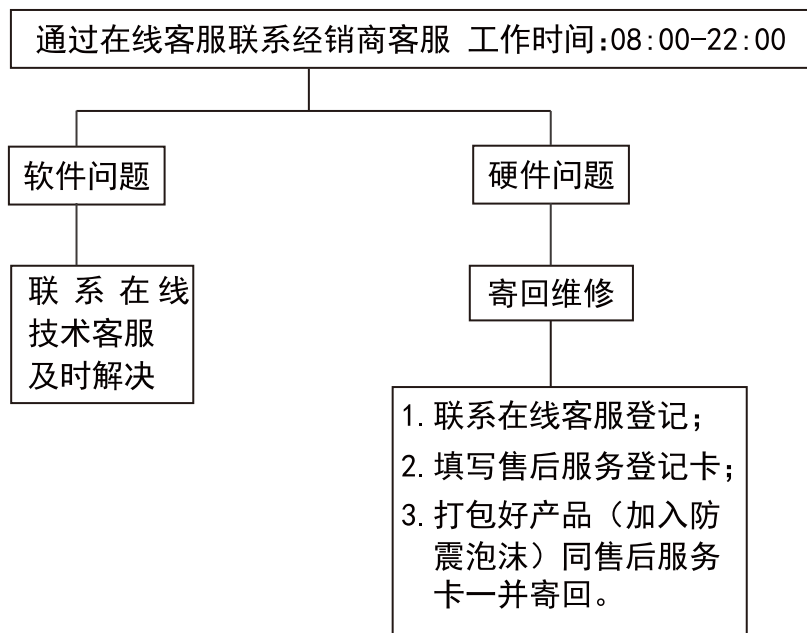 通过在线客服联系经销商客服 工作时间:08:00-22:00
软件问题
硬件问题
联系在线
技术客服
及时解决
寄回维修
1. 联系在线客服登记；
2. 填写售后服务登记卡；
3. 打包好产品（加入防
震泡沫）同售后服务
卡一并寄回。